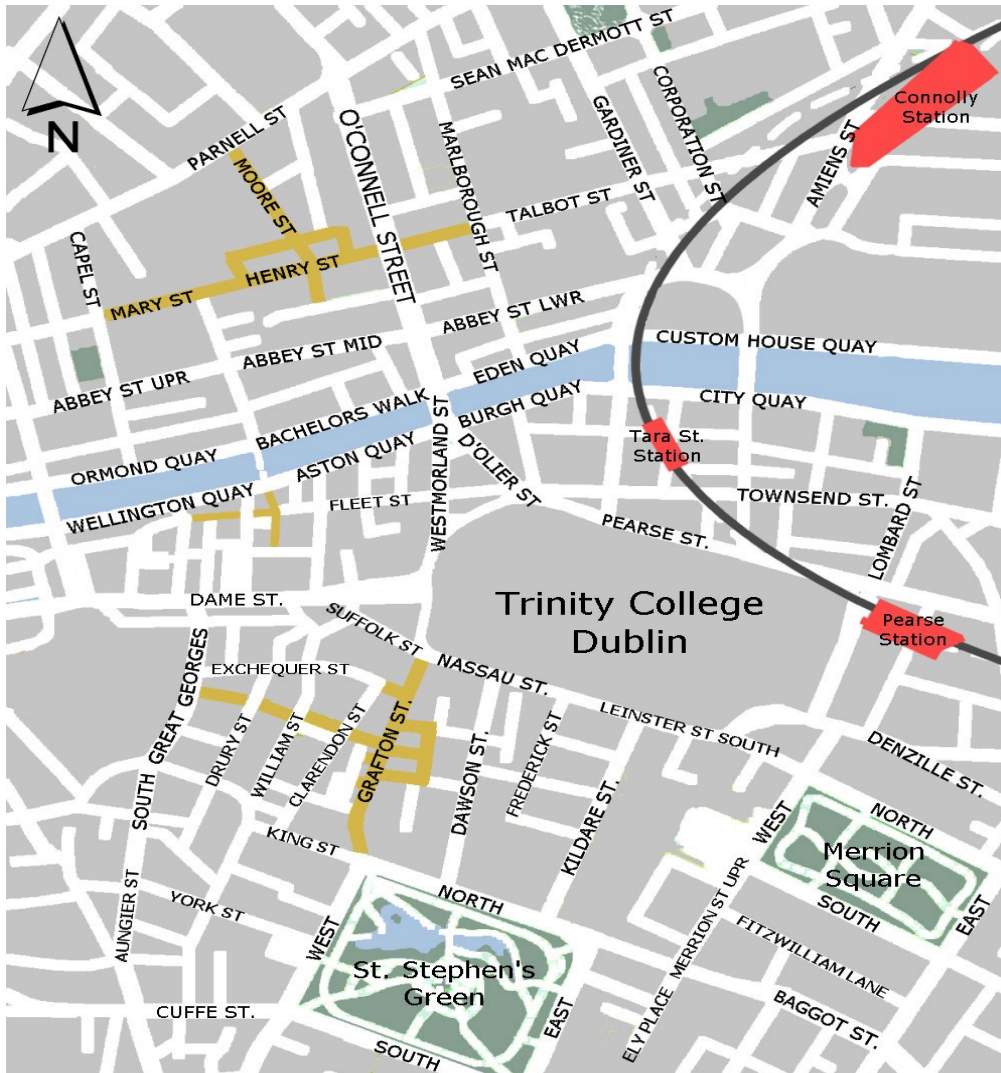 SEAN MAC DERMOTT ST
Connolly
Station
N
PARNELL ST
O'CONNELL STREET
MARLBOROUGH ST
GARDINER ST
CORPORATION ST
AMIENS ST
MOORE ST
TALBOT ST
CAPEL ST
HENRY ST
MARY ST
ABBEY ST LWR
ABBEY ST MID
ABBEY ST UPR
CUSTOM HOUSE QUAY
EDEN QUAY
BACHELORS WALK
BURGH QUAY
CITY QUAY
ORMOND QUAY
ASTON QUAY
WESTMORLAND ST
D'OLIER ST
Tara St.
Station
WELLINGTON QUAY
FLEET ST
TOWNSEND ST.
PEARSE ST.
LOMBARD ST
DAME ST.
Trinity College
Dublin
Pearse
Station
SUFFOLK ST
NASSAU ST.
EXCHEQUER ST
SOUTH GREAT GEORGES
DRURY ST
WILLIAM ST
CLARENDON ST
GRAFTON ST.
DAWSON ST.
FREDERICK ST
LEINSTER ST SOUTH
KILDARE ST.
DENZILLE ST.
KING ST
WEST
NORTH
Merrion
Square
SOUTH
EAST
AUNGIER ST
YORK ST
WEST
NORTH
St. Stephen's
Green
EAST
SOUTH
CUFFE ST.
ELY PLACE
MERRION ST UPR
FITZWILLIAM LANE
BAGGOT ST.